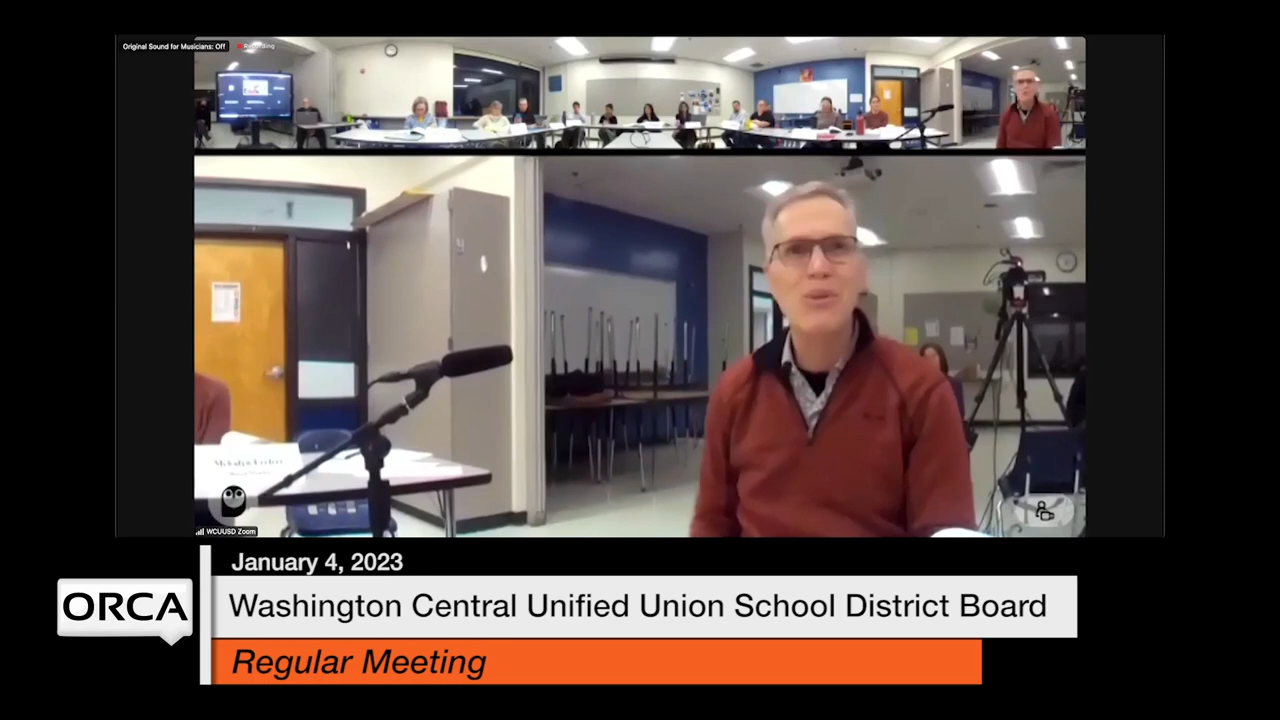 Original Sound for Musicians: Off
Recording
WCUUSD Zoom
January 4, 2023
ORCA
Washington Central Unified Union School District Board
Regular Meeting